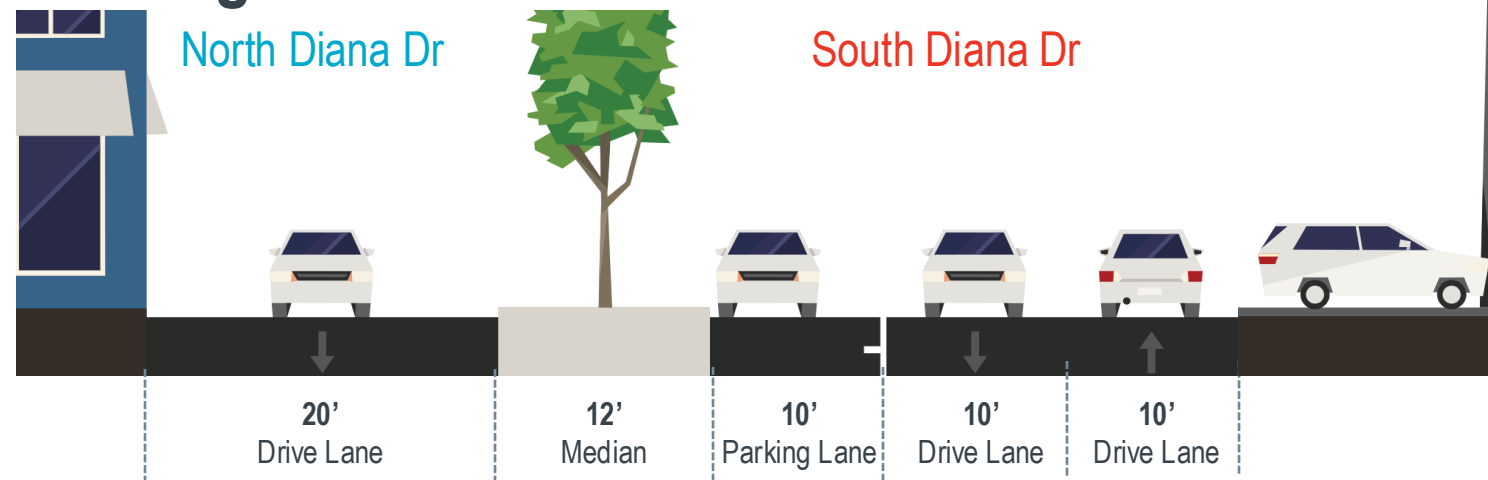 North Diana Dr
South Diana Dr
20’
Drive Lane
12’
Median
10’
Parking Lane
10’
Drive Lane
10’
Drive Lane